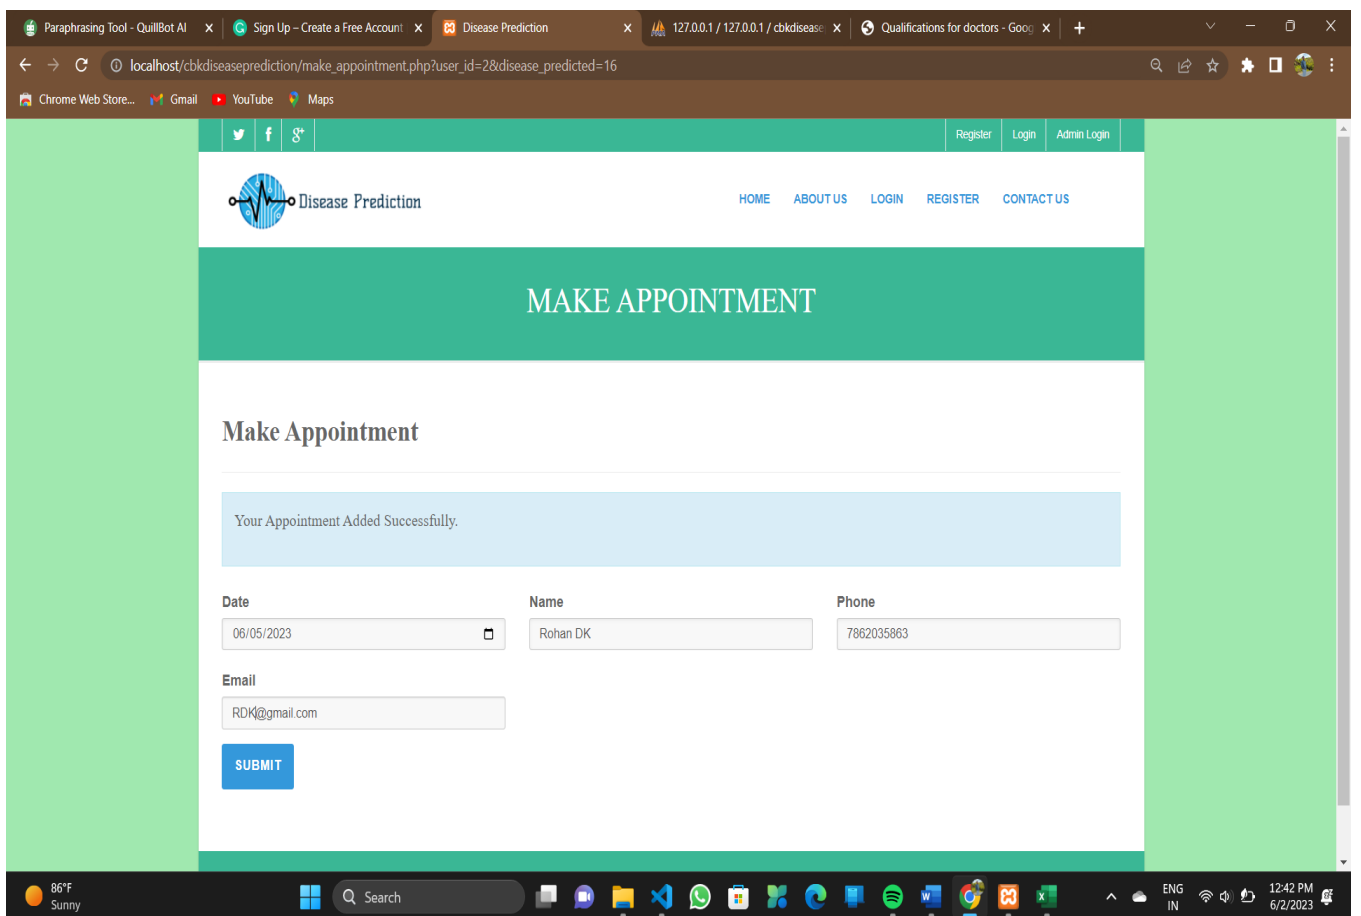 Paraphrasing Tool - QuillBot AI
Sign Up – Create a Free Account
Disease Prediction
127.0.0.1 / 127.0.0.1 / cbkdisease
Qualifications for doctors - Goog
localhost/cbkdiseaseprediction/make_appointment.php?user_id=2&disease_predicted=16
Chrome Web Store... Gmail YouTube Maps
Register Login Admin Login
Disease Prediction
HOME ABOUT US LOGIN REGISTER CONTACT US
MAKE APPOINTMENT
Make Appointment
Your Appointment Added Successfully.
Date Name Phone
06/05/2023 Rohan DK 7862035863
Email
RDK@gmail.com
SUBMIT
86°F
Sunny
Search
ENG
IN
12:42 PM
6/2/2023